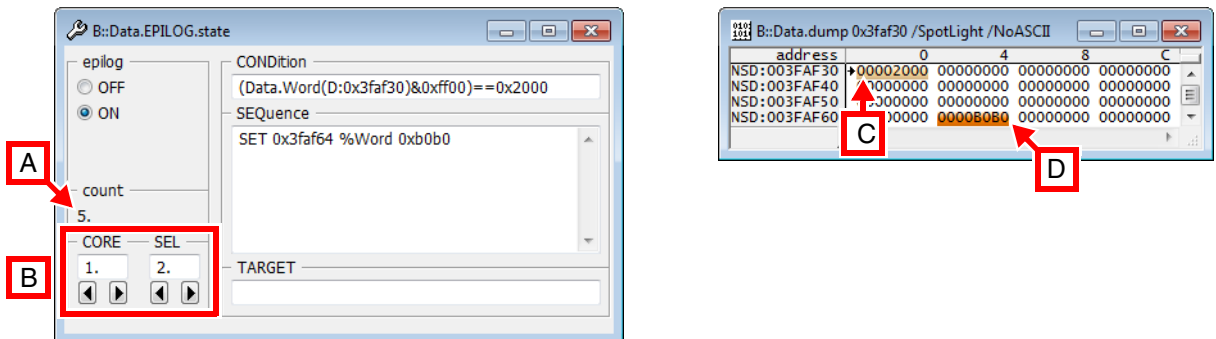 B::Data.EPILOG.state
epilog
OFF
ON
count
5.
CORE
SEL
1.
2.
CONDition
(Data.Word(D:0x3faf30)&0xff00)==0x2000
SEQuence
SET 0x3faf64 %Word 0xb0b0
TARGET
A
B
B::Data.dump 0x3faf30 /SpotLight /NoASCII
address 0 4 8 C
NSD:003FAF30 00002000 00000000 00000000 00000000
NSD:003FAF40 00000000 00000000 00000000
NSD:003FAF50 00000000 00000000 00000000
NSD:003FAF60 0000B0B0 00000000 00000000
C
D